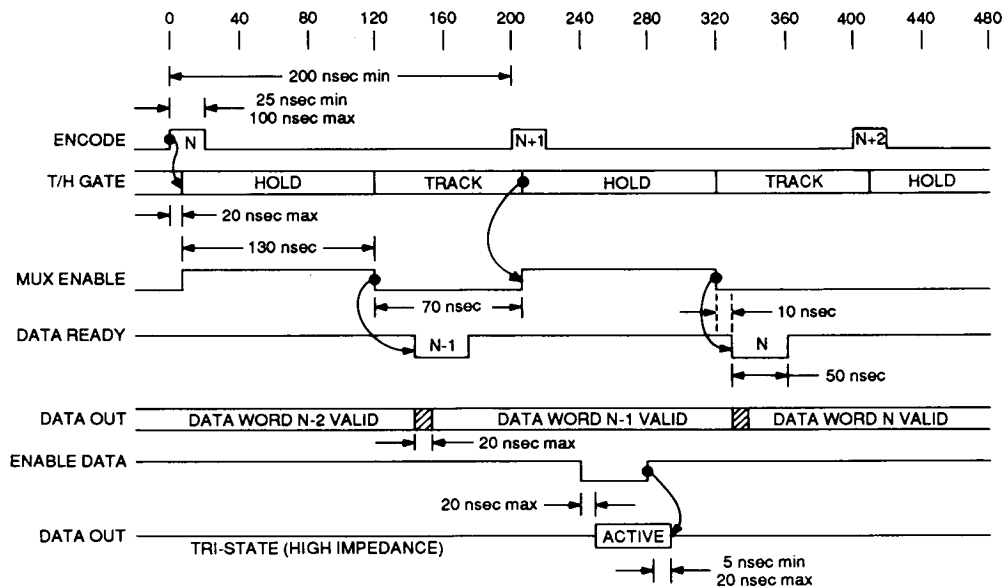 0 40 80 120 160 200 240 280 320 360 400 440 480
200 nsec min
25 nsec min
100 nsec max
ENCODE N N+1 N+2
T/H GATE HOLD TRACK HOLD TRACK HOLD
20 nsec max
130 nsec
MUX ENABLE
70 nsec 10 nsec
DATA READY N-1 N
50 nsec
DATA OUT DATA WORD N-2 VALID DATA WORD N-1 VALID DATA WORD N VALID
20 nsec max
ENABLE DATA
20 nsec max
DATA OUT ACTIVE
TRI-STATE (HIGH IMPEDANCE)
5 nsec min
20 nsec max